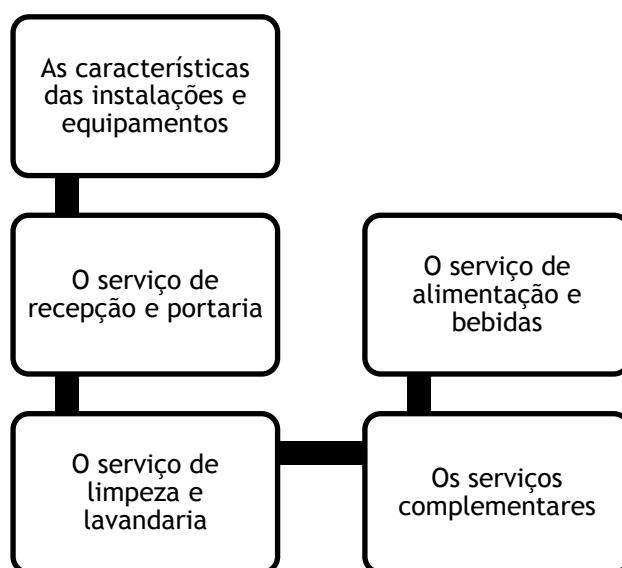 As características
das instalações e
equipamentos
O serviço de
recepção e portaria
O serviço de
limpeza e
lavandaria
Os serviços
complementares
O serviço de
alimentação e
bebidas